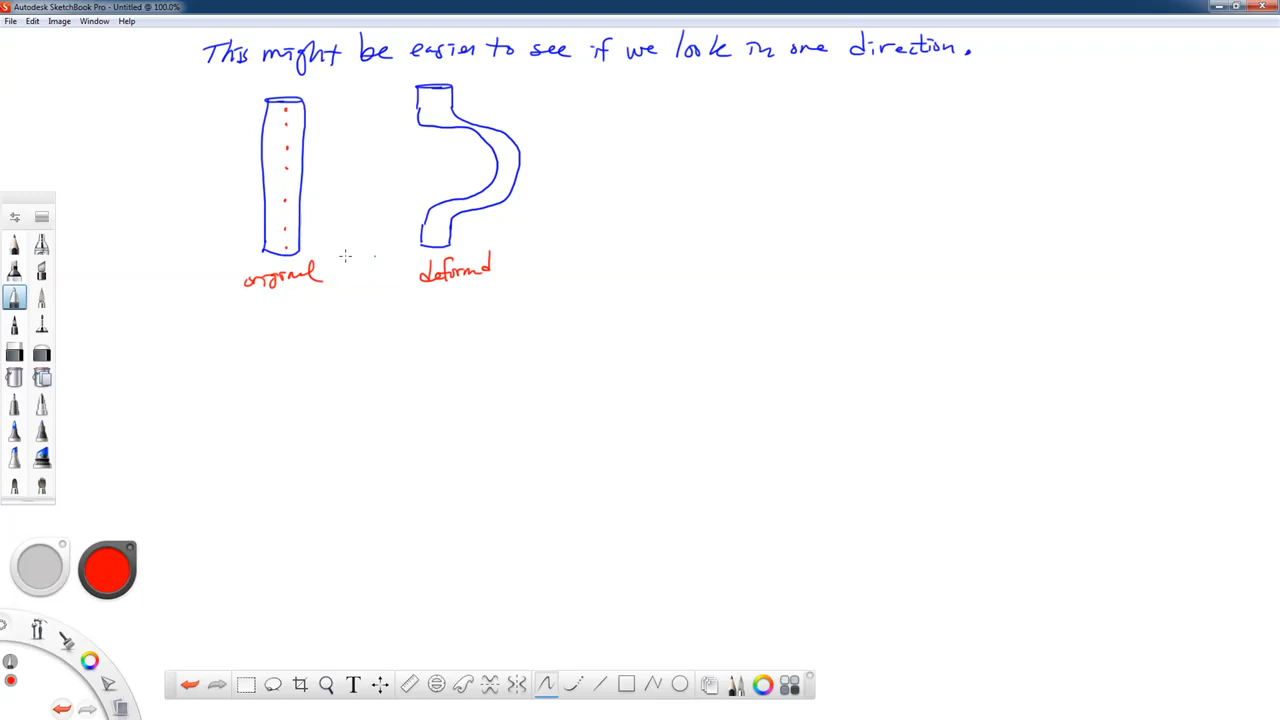 Autodesk SketchBook Pro - Untitled @ 100.0%
File Edit Image Window Help
This might be easier to see if we look in one direction.
original deformed
T